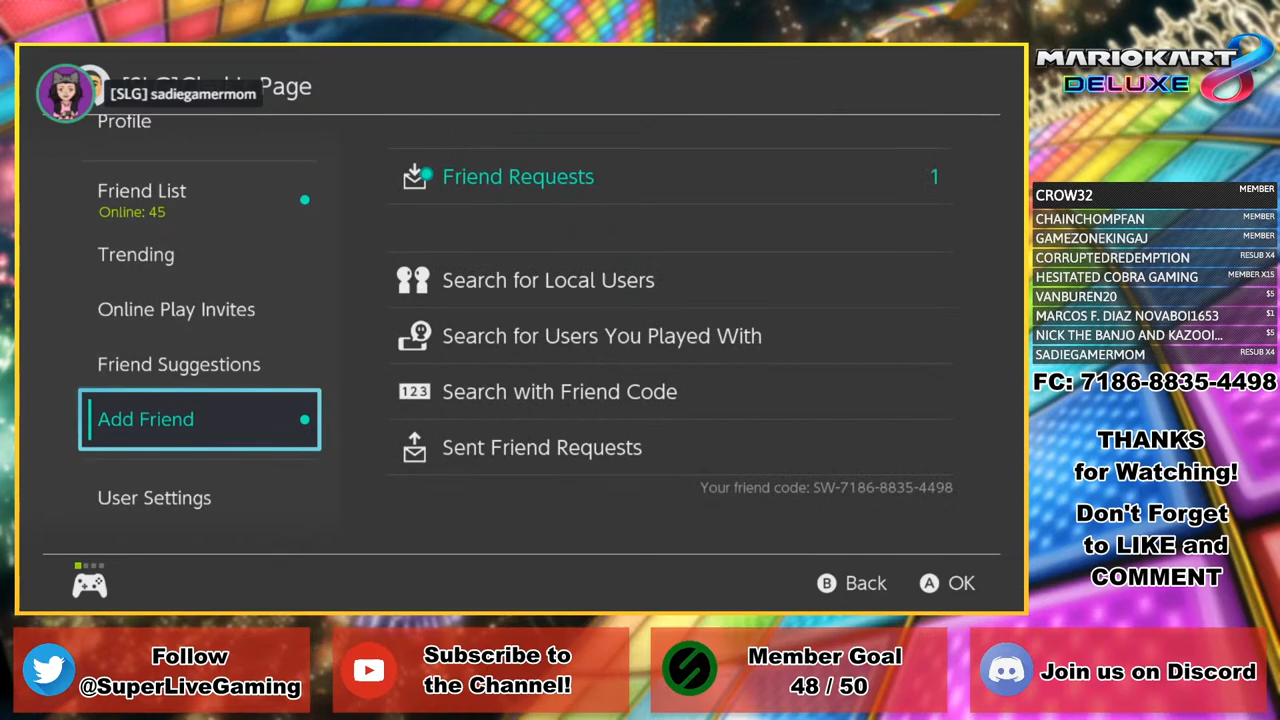 [SLG] sadiegamermom
Page
Profile
Friend List
Online: 45
Trending
Online Play Invites
Friend Suggestions
Add Friend
User Settings
Friend Requests 1
Search for Local Users
Search for Users You Played With
123 Search with Friend Code
Sent Friend Requests
Your friend code: SW-7186-8835-4498
B Back A OK
MARIOKART 8
DELUXE
CROW32 MEMBER
CHAINCHOMPFAN MEMBER
GAMEZONEKINGAJ MEMBER
CORRUPTEDREDEMPTION RESUB X4
HESITATED COBRA GAMING MEMBER X15
VANBUREN20 $5
MARCOS F. DIAZ NOVABOI1653 $1
NICK THE BANJO AND KAZOOI... $5
SADIEGAMERMOM RESUB X4
FC: 7186-8835-4498
THANKS
for Watching!
Don't Forget
to LIKE and
COMMENT
Follow
@SuperLiveGaming
Subscribe to
the Channel!
Member Goal
48 / 50
Join us on Discord